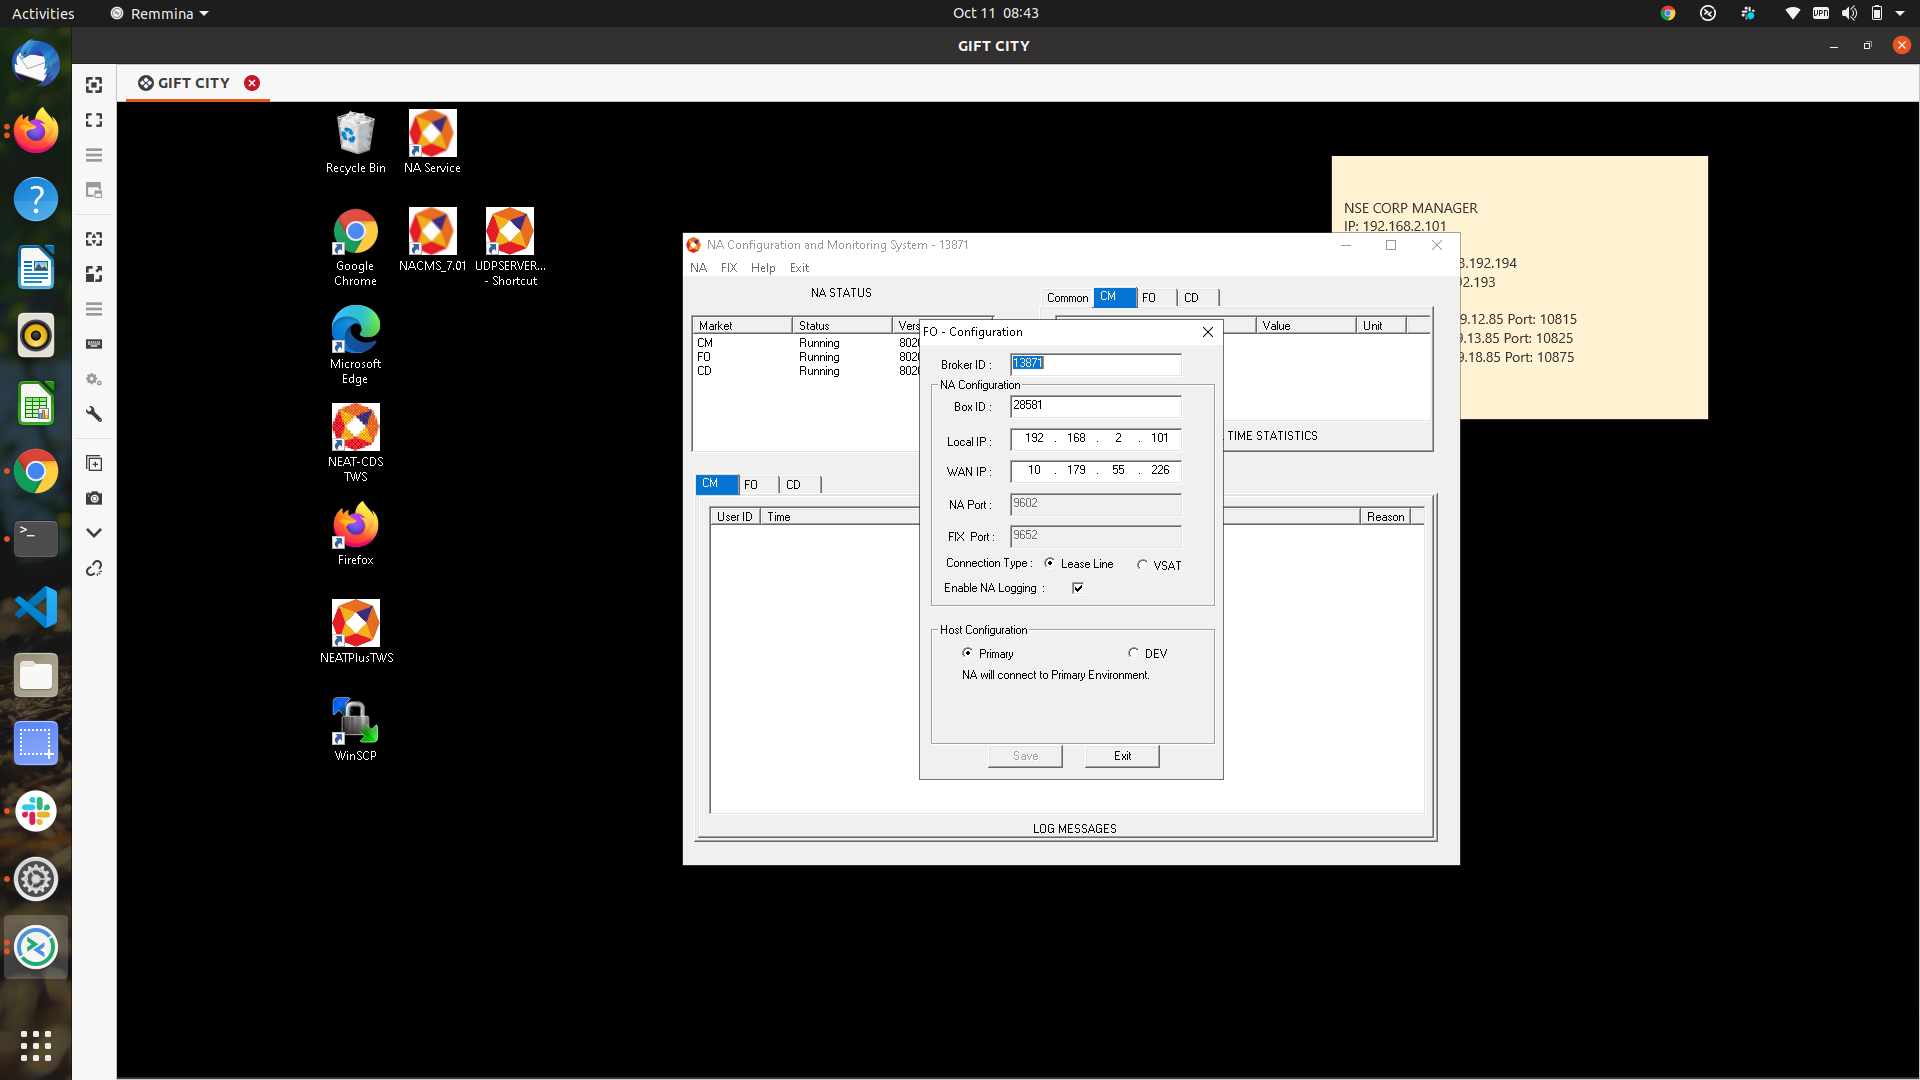 Activities
Remmina
Oct 11 08:43
VPN
GIFT CITY
GIFT CITY
Recycle Bin
NA Service
Google
Chrome
NACMS_7.01
UDPSERVER...
- Shortcut
Microsoft
Edge
NEAT-CDS
TWS
Firefox
NEATPlusTWS
WinSCP
NSE CORP MANAGER
IP: 192.168.2.101
3.192.194
92.193
9.12.85 Port: 10815
9.13.85 Port: 10825
9.18.85 Port: 10875
NA Configuration and Monitoring System - 13871
NA FIX Help Exit
NA STATUS
Common CM FO CD
Market Status Vers
CM Running 802
FO Running 802
CD Running 802
Value Unit
TIME STATISTICS
CM FO CD
User ID Time
Reason
LOG MESSAGES
FO - Configuration
Broker ID : 13871
NA Configuration
Box ID : 28581
Local IP : 192 . 168 . 2 . 101
WAN IP : 10 . 179 . 55 . 226
NA Port : 9602
FIX Port : 9652
Connection Type : Lease Line VSAT
Enable NA Logging :
Host Configuration
Primary DEV
NA will connect to Primary Environment.
Save Exit